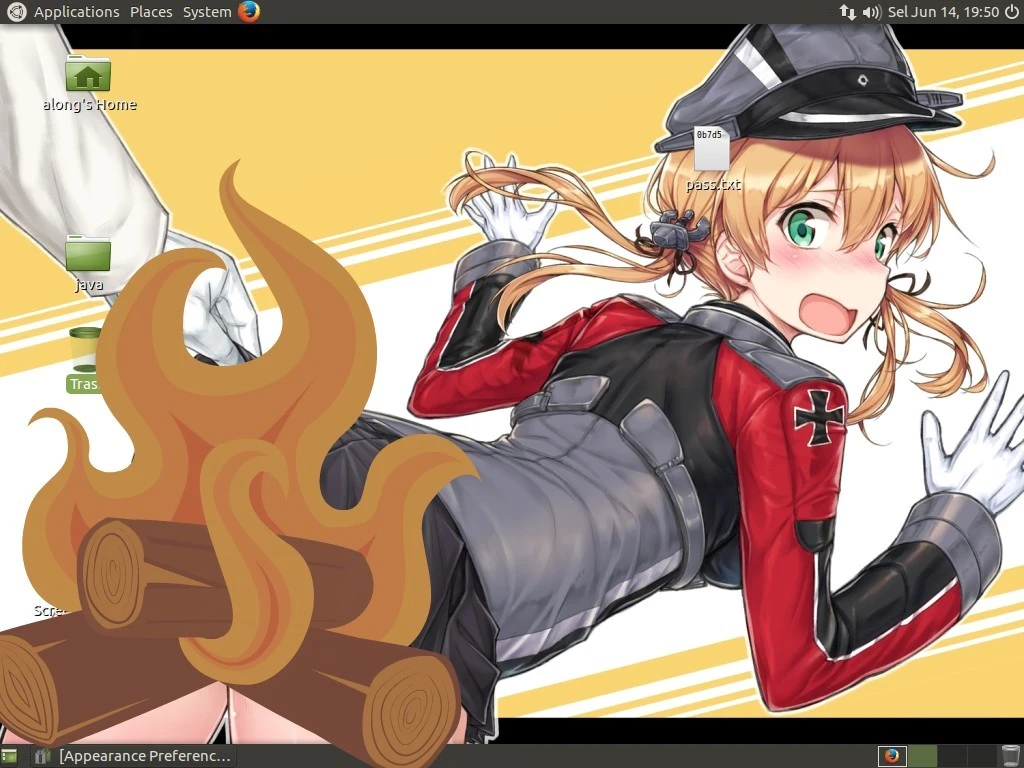 Applications Places System
Sel Jun 14, 19:50
along's Home
0b7d5
pass.txt
java
Tras
Scre
[Appearance Preferenc...